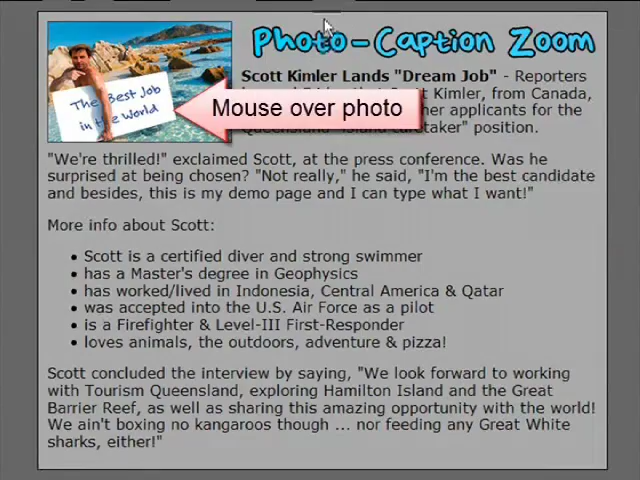 Photo-Caption Zoom
The Best Job
in the World
Scott Kimler Lands "Dream Job" - Reporters
Scott Kimler, from Canada,
Mouse over photo
applicants for the
Queensland "Island Caretaker" position.
"We're thrilled!" exclaimed Scott, at the press conference. Was he
surprised at being chosen? "Not really," he said, "I'm the best candidate
and besides, this is my demo page and I can type what I want!"
More info about Scott:
• Scott is a certified diver and strong swimmer
• has a Master's degree in Geophysics
• has worked/lived in Indonesia, Central America & Qatar
• was accepted into the U.S. Air Force as a pilot
• is a Firefighter & Level-III First-Responder
• loves animals, the outdoors, adventure & pizza!
Scott concluded the interview by saying, "We look forward to working
with Tourism Queensland, exploring Hamilton Island and the Great
Barrier Reef, as well as sharing this amazing opportunity with the world!
We ain't boxing no kangaroos though ... nor feeding any Great White
sharks, either!"